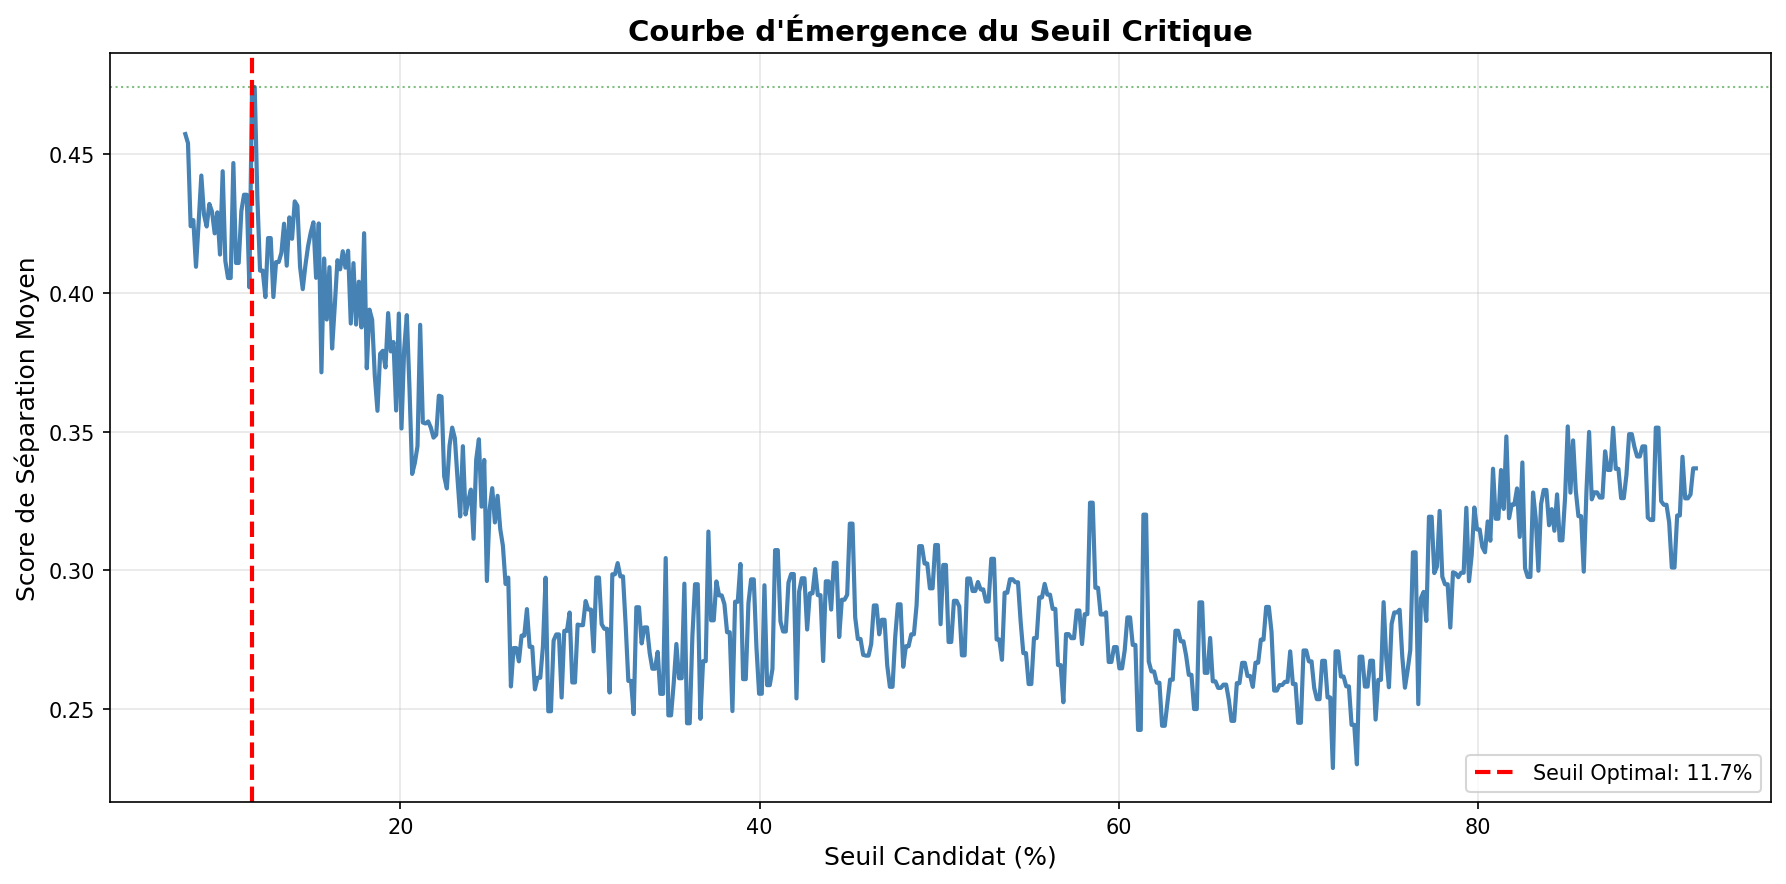 Courbe d'Émergence du Seuil Critique
Score de Séparation Moyen
0.45
0.40
0.35
0.30
0.25
Seuil Optimal: 11.7%
20
40
60
80
Seuil Candidat (%)